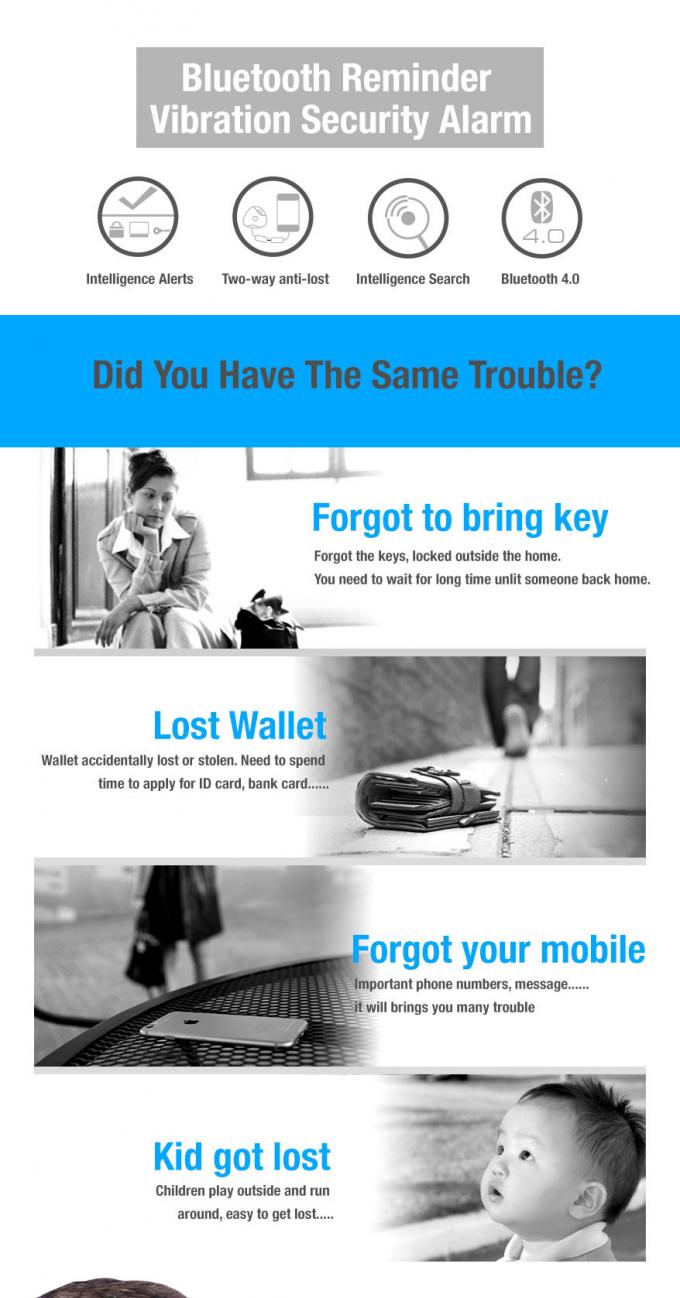 Bluetooth Reminder
Vibration Security Alarm
4.0
Intelligence Alerts
Two-way anti-lost
Intelligence Search
Bluetooth 4.0
Did You Have The Same Trouble?
Forgot to bring key
Forgot the keys, locked outside the home.
You need to wait for long time unlit someone back home.
Lost Wallet
Wallet accidentally lost or stolen. Need to spend
time to apply for ID card, bank card......
Forgot your mobile
Important phone numbers, message......
it will brings you many trouble
Kid got lost
Children play outside and run
around, easy to get lost.....